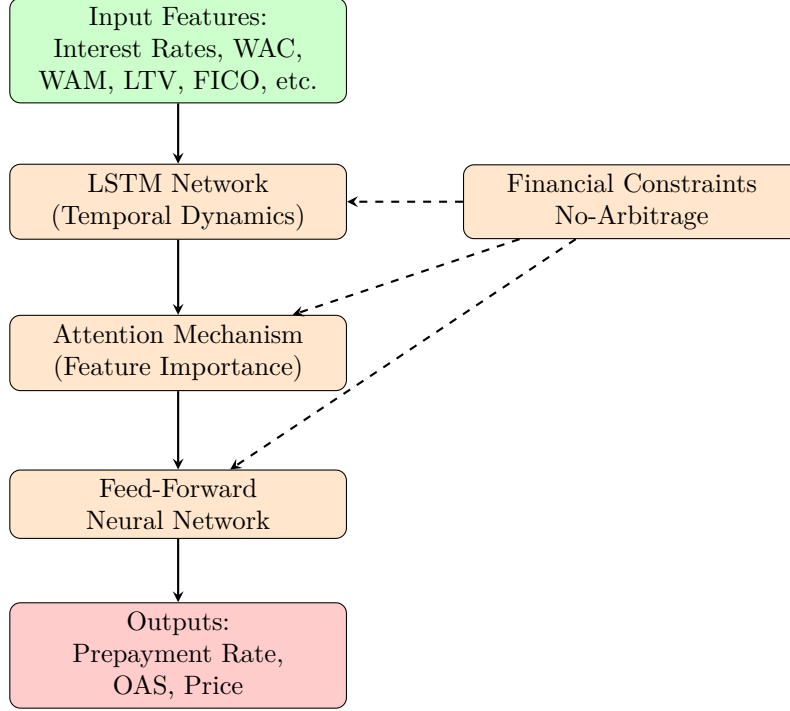 Input Features:
Interest Rates, WAC,
WAM, LTV, FICO, etc.
LSTM Network
(Temporal Dynamics)
Financial Constraints
No-Arbitrage
Attention Mechanism
(Feature Importance)
Feed-Forward
Neural Network
Outputs:
Prepayment Rate,
OAS, Price